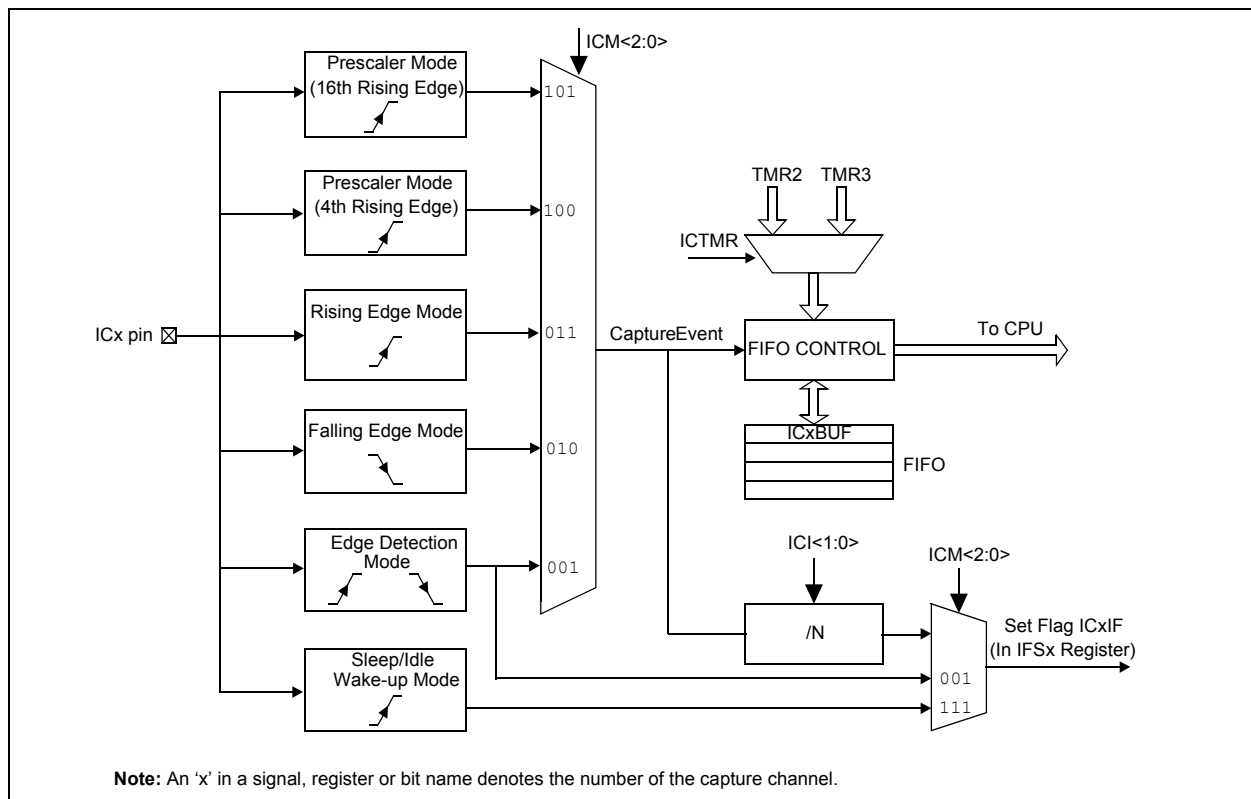 ICM<2:0>
Prescaler Mode
(16th Rising Edge)
101
Prescaler Mode
(4th Rising Edge)
100
TMR2
TMR3
ICTMR
ICx pin
Rising Edge Mode
011
CaptureEvent
FIFO CONTROL
To CPU
Falling Edge Mode
010
ICxBUF
FIFO
Edge Detection
Mode
001
ICI<1:0>
ICM<2:0>
/N
Set Flag ICxIF
(In IFSx Register)
Sleep/Idle
Wake-up Mode
001
111
Note: An ‘x’ in a signal, register or bit name denotes the number of the capture channel.